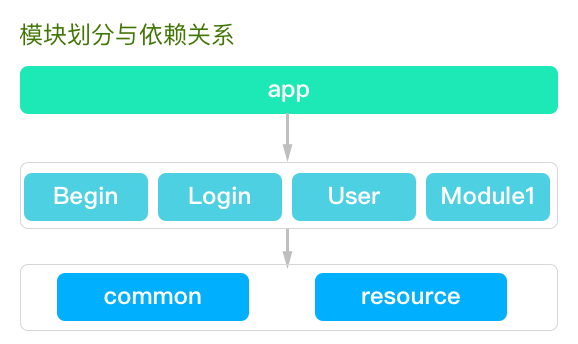 模块划分与依赖关系
app
Begin Login User Module1
common resource